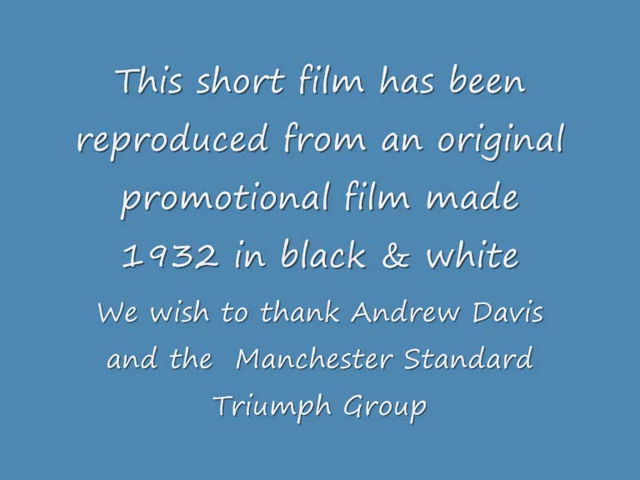 This short film has been
reproduced from an original
promotional film made
1932 in black & white
We wish to thank Andrew Davis
and the Manchester Standard
Triumph Group